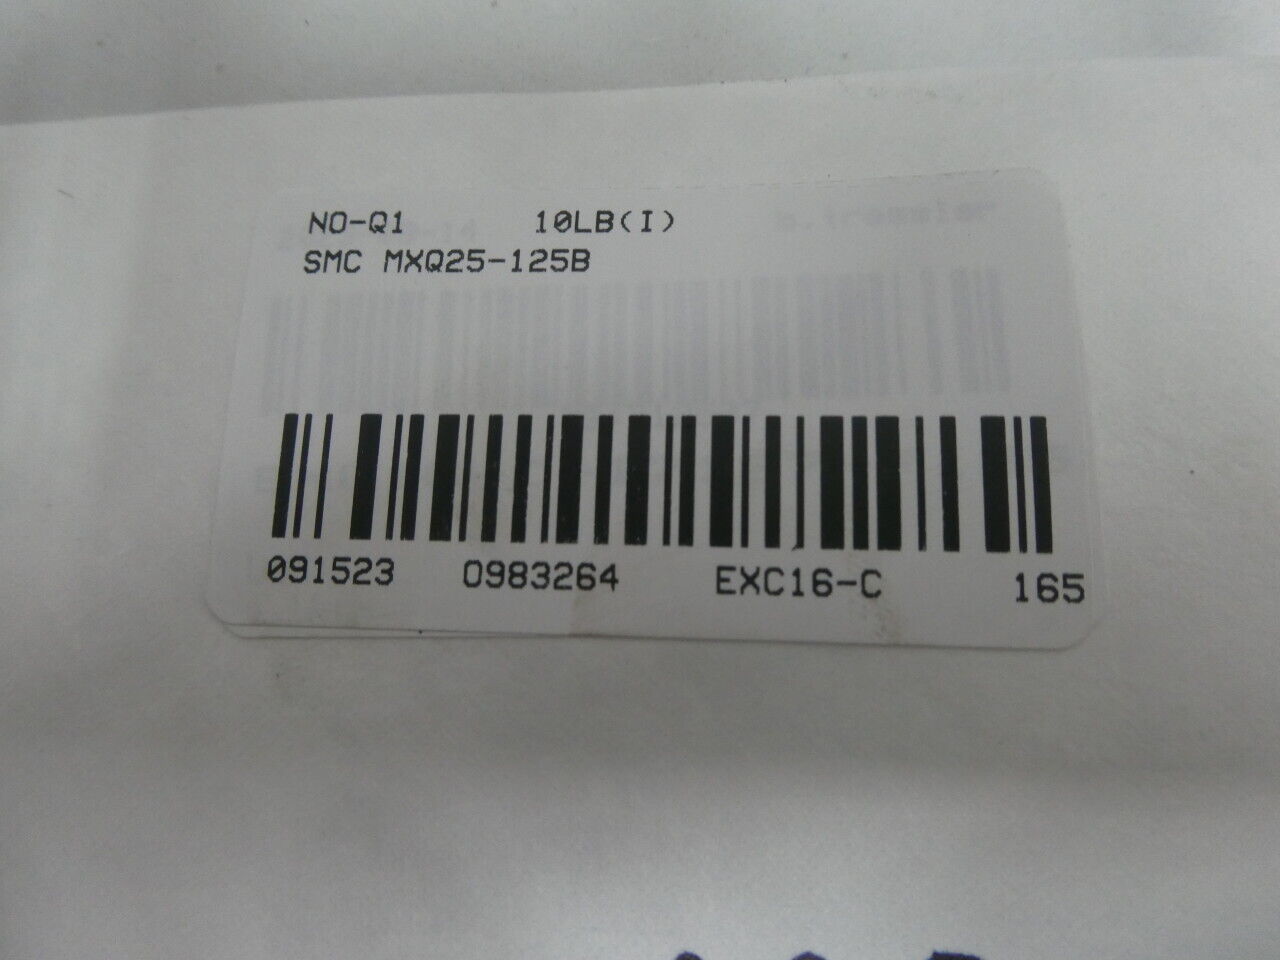 NO-Q1 10LB(I)
SMC MXQ25-125B
091523 0983264 EXC16-C 165